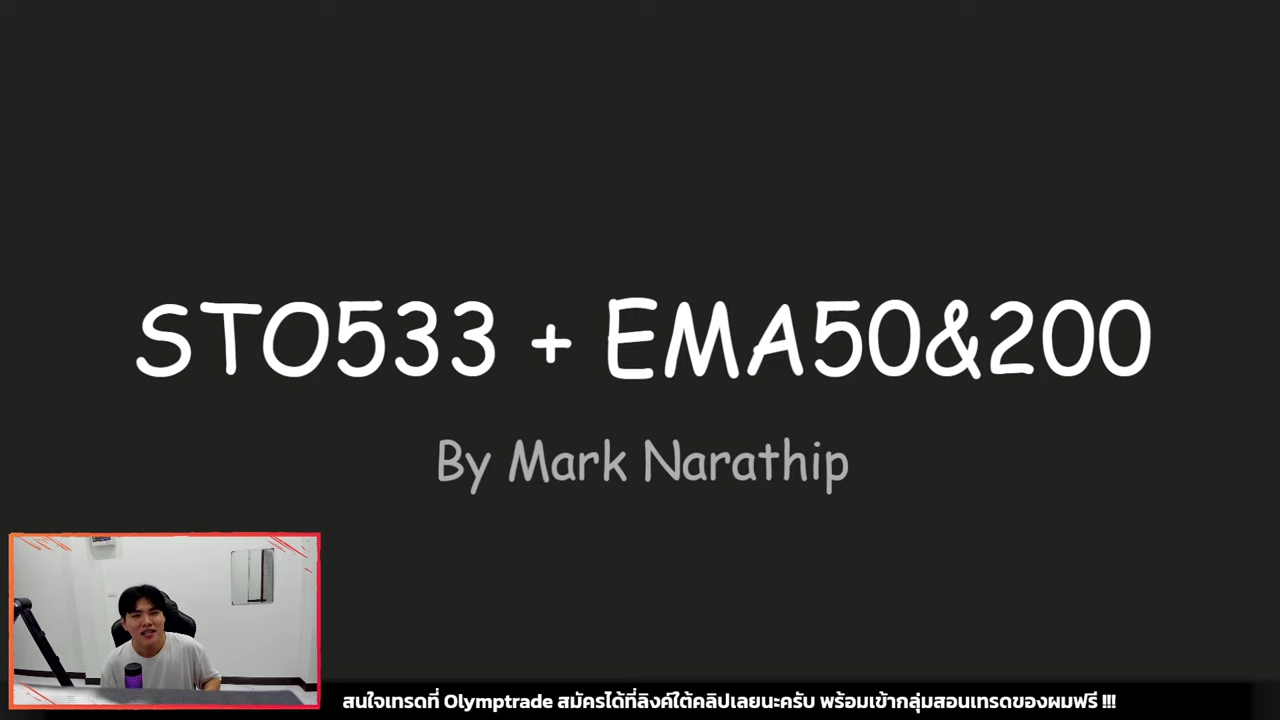 STO533 + EMA50&200
By Mark Narathip
สนใจเทรดที่ Olymptrade สมัครได้ที่ลิงค์ใต้คลิปเลยนะครับ พร้อมเข้ากลุ่มสอนเทรดของผมฟรี !!!